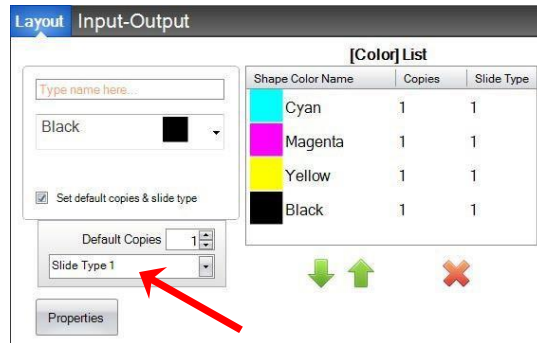 Layout Input-Output
[Color] List
Type name here...
Black
Set default copies & slide type
Default Copies 1
Slide Type 1
Properties
Shape Color Name Copies Slide Type
Cyan 1 1
Magenta 1 1
Yellow 1 1
Black 1 1